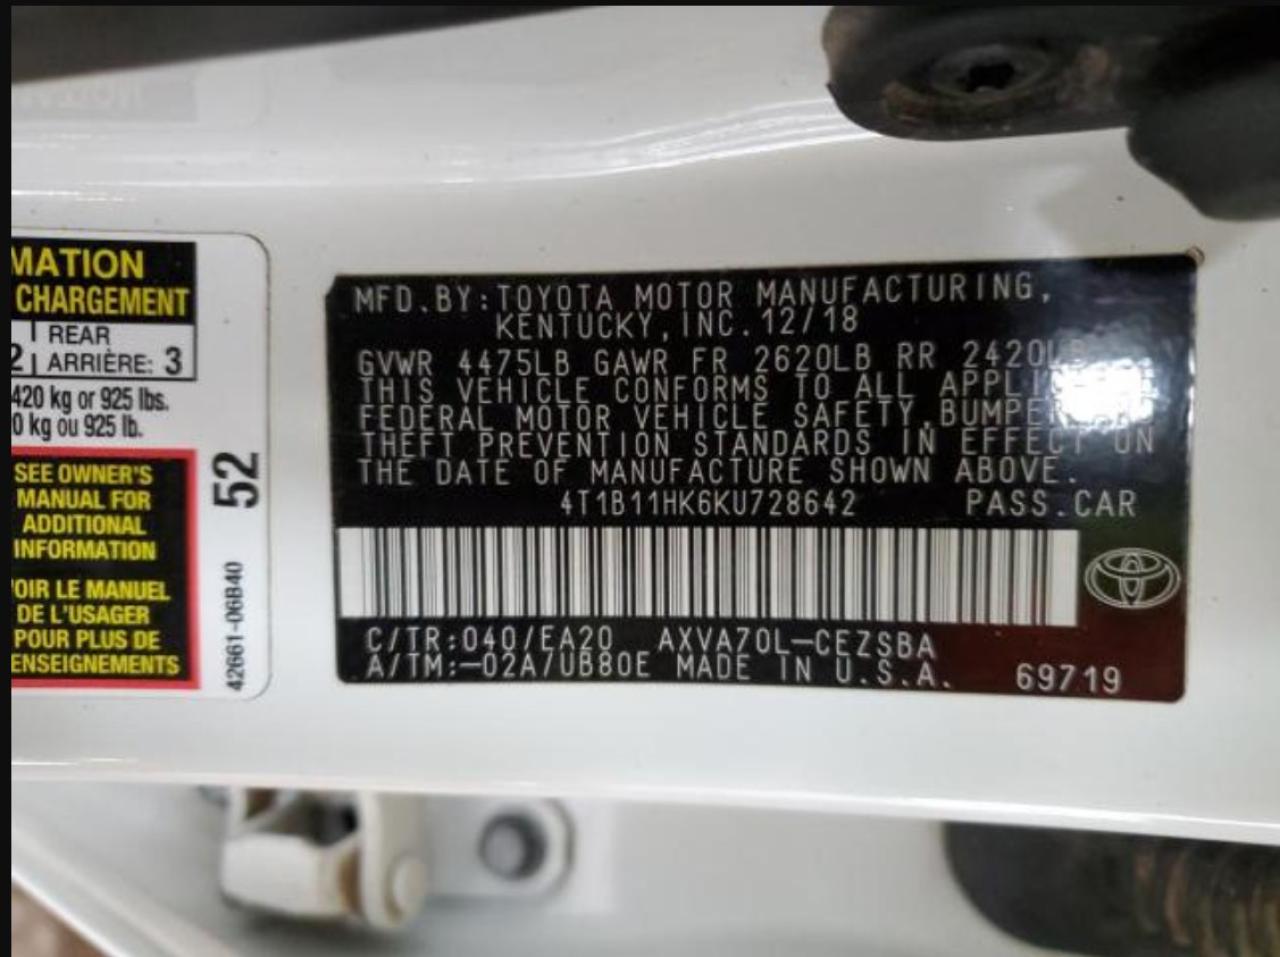 MATION
CHARGEMENT
REAR
2 ARRIÈRE: 3
420 kg or 925 lbs.
0 kg ou 925 lb.
SEE OWNER'S
MANUAL FOR
ADDITIONAL
INFORMATION
OIR LE MANUEL
DE L'USAGER
POUR PLUS DE
ENSEIGNEMENTS
52
42661-06B40
MFD.BY:TOYOTA MOTOR MANUFACTURING,
KENTUCKY,INC.12/18
GVWR 4475LB GAWR FR 2620LB RR 2420LB
THIS VEHICLE CONFORMS TO ALL
FEDERAL MOTOR VEHICLE SAFETY,
THEFT PREVENTION STANDARDS IN EFFECT ON
THE DATE OF MANUFACTURE SHOWN ABOVE.
4T1B11HK6KU728642 PASS.CAR
C/TR:040/EA20 AXVA70L-CEZSBA
A/TM:-02A/UB80E MADE IN U.S.A. 69719